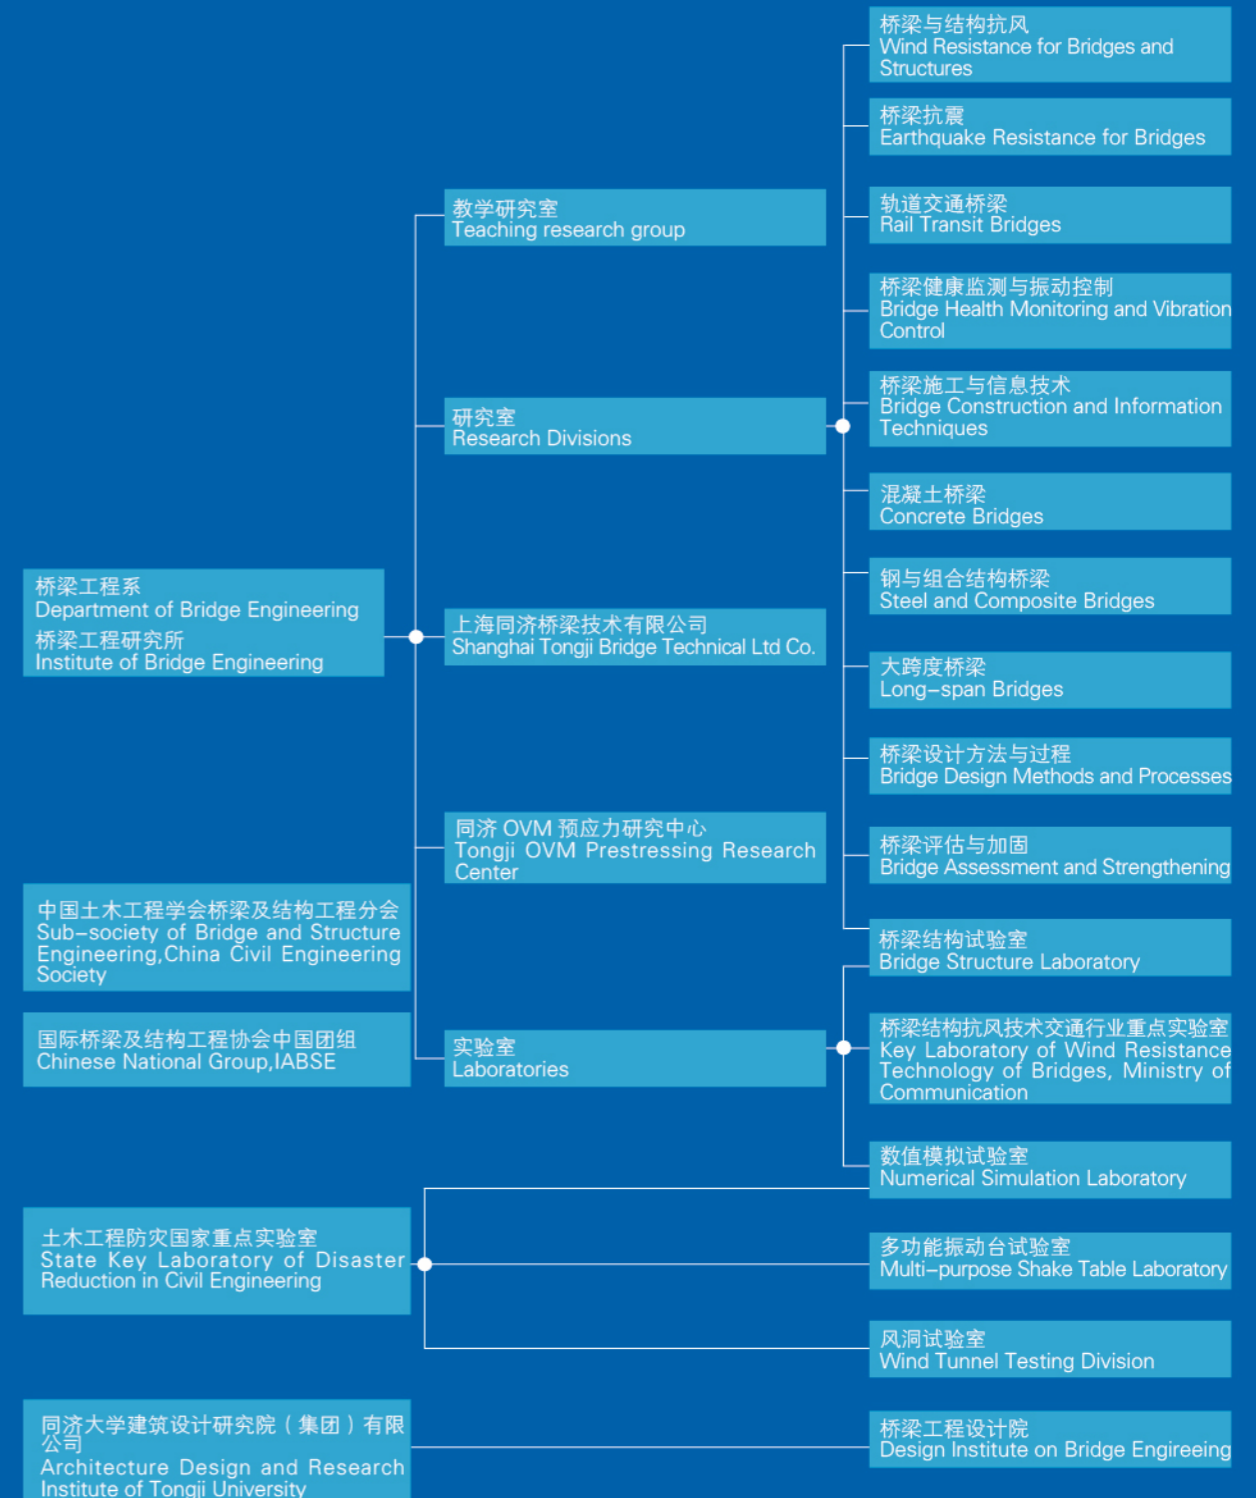 桥梁与结构抗风
Wind Resistance for Bridges and
Structures
桥梁抗震
Earthquake Resistance for Bridges
教学研究室
Teaching research group
轨道交通桥梁
Rail Transit Bridges
桥梁健康监测与振动控制
Bridge Health Monitoring and Vibration
Control
研究室
Research Divisions
桥梁施工与信息技术
Bridge Construction and Information
Techniques
混凝土桥梁
Concrete Bridges
桥梁工程系
Department of Bridge Engineering
桥梁工程研究所
Institute of Bridge Engineering
钢与组合结构桥梁
Steel and Composite Bridges
上海同济桥梁技术有限公司
Shanghai Tongji Bridge Technical Ltd Co.
大跨度桥梁
Long–span Bridges
桥梁设计方法与过程
Bridge Design Methods and Processes
同济 OVM 预应力研究中心
Tongji OVM Prestressing Research
Center
桥梁评估与加固
Bridge Assessment and Strengthening
中国土木工程学会桥梁及结构工程分会
Sub–society of Bridge and Structure
Engineering,China Civil Engineering
Society
桥梁结构试验室
Bridge Structure Laboratory
国际桥梁及结构工程协会中国团组
Chinese National Group,IABSE
实验室
Laboratories
桥梁结构抗风技术交通行业重点实验室
Key Laboratory of Wind Resistance
Technology of Bridges, Ministry of
Communication
数值模拟试验室
Numerical Simulation Laboratory
土木工程防灾国家重点实验室
State Key Laboratory of Disaster
Reduction in Civil Engineering
多功能振动台试验室
Multi–purpose Shake Table Laboratory
风洞试验室
Wind Tunnel Testing Division
同济大学建筑设计研究院（集团）有限
公司
Architecture Design and Research
Institute of Tongji University
桥梁工程设计院
Design Institute on Bridge Engireeing